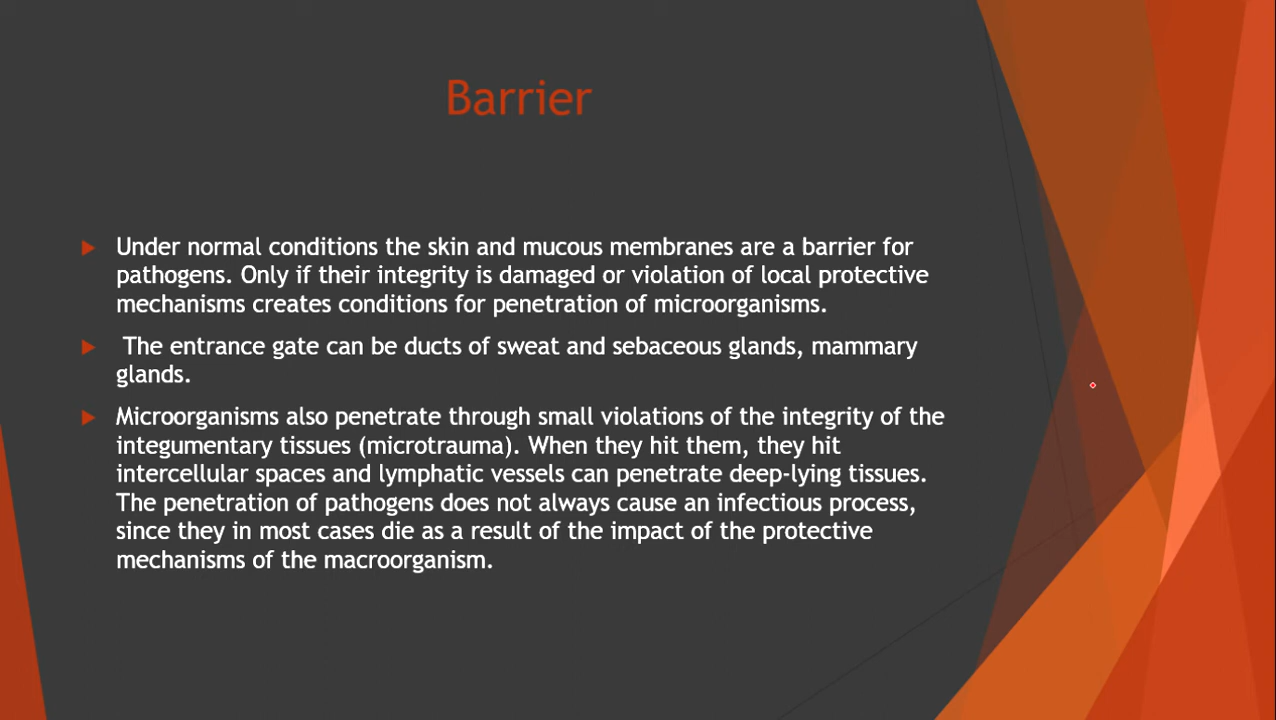 Barrier
Under normal conditions the skin and mucous membranes are a barrier for
pathogens. Only if their integrity is damaged or violation of local protective
mechanisms creates conditions for penetration of microorganisms.
The entrance gate can be ducts of sweat and sebaceous glands, mammary
glands.
Microorganisms also penetrate through small violations of the integrity of the
integumentary tissues (microtrauma). When they hit them, they hit
intercellular spaces and lymphatic vessels can penetrate deep-lying tissues.
The penetration of pathogens does not always cause an infectious process,
since they in most cases die as a result of the impact of the protective
mechanisms of the macroorganism.